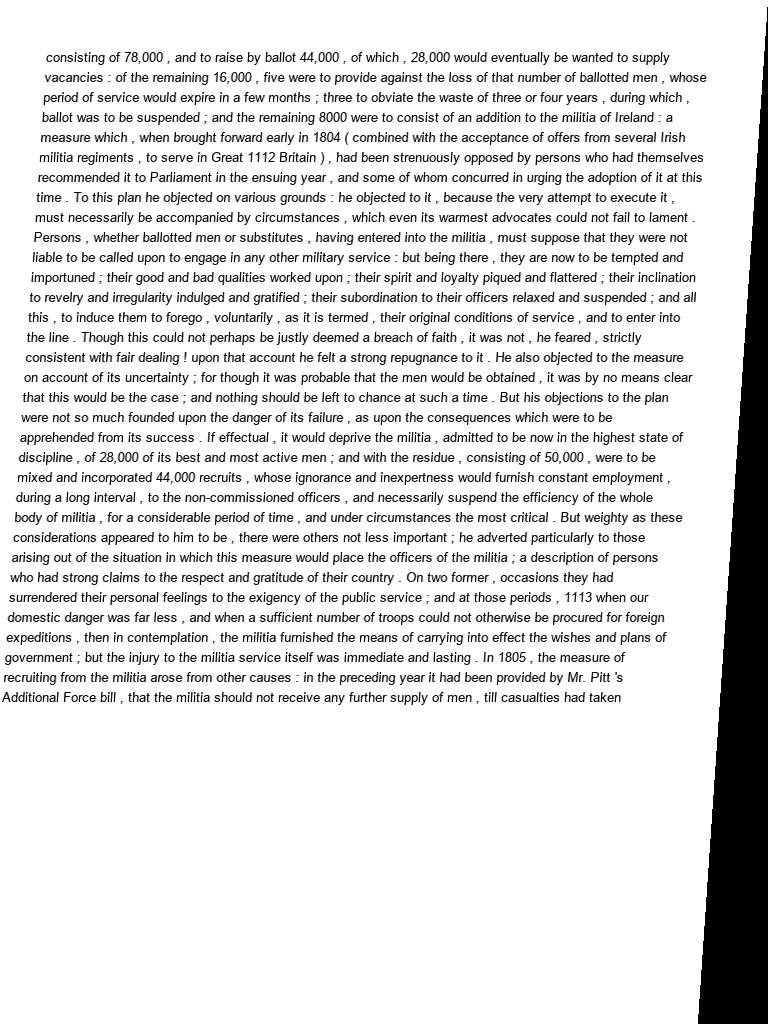 consisting of 78,000 , and to raise by ballot 44,000 , of which , 28,000 would eventually be wanted to supply
vacancies : of the remaining 16,000 , five were to provide against the loss of that number of ballotted men , whose
period of service would expire in a few months ; three to obviate the waste of three or four years , during which ,
ballot was to be suspended ; and the remaining 8000 were to consist of an addition to the militia of Ireland : a
measure which , when brought forward early in 1804 ( combined with the acceptance of offers from several Irish
militia regiments , to serve in Great 1112 Britain ) , had been strenuously opposed by persons who had themselves
recommended it to Parliament in the ensuing year , and some of whom concurred in urging the adoption of it at this
time . To this plan he objected on various grounds : he objected to it , because the very attempt to execute it ,
must necessarily be accompanied by circumstances , which even its warmest advocates could not fail to lament .
Persons , whether ballotted men or substitutes , having entered into the militia , must suppose that they were not
liable to be called upon to engage in any other military service : but being there , they are now to be tempted and
importuned ; their good and bad qualities worked upon ; their spirit and loyalty piqued and flattered ; their inclination
to revelry and irregularity indulged and gratified ; their subordination to their officers relaxed and suspended ; and all
this , to induce them to forego , voluntarily , as it is termed , their original conditions of service , and to enter into
the line . Though this could not perhaps be justly deemed a breach of faith , it was not , he feared , strictly
consistent with fair dealing ! upon that account he felt a strong repugnance to it . He also objected to the measure
on account of its uncertainty ; for though it was probable that the men would be obtained , it was by no means clear
that this would be the case ; and nothing should be left to chance at such a time . But his objections to the plan
were not so much founded upon the danger of its failure , as upon the consequences which were to be
apprehended from its success . If effectual , it would deprive the militia , admitted to be now in the highest state of
discipline , of 28,000 of its best and most active men ; and with the residue , consisting of 50,000 , were to be
mixed and incorporated 44,000 recruits , whose ignorance and inexpertness would furnish constant employment ,
during a long interval , to the non-commissioned officers , and necessarily suspend the efficiency of the whole
body of militia , for a considerable period of time , and under circumstances the most critical . But weighty as these
considerations appeared to him to be , there were others not less important ; he adverted particularly to those
arising out of the situation in which this measure would place the officers of the militia ; a description of persons
who had strong claims to the respect and gratitude of their country . On two former , occasions they had
surrendered their personal feelings to the exigency of the public service ; and at those periods , 1113 when our
domestic danger was far less , and when a sufficient number of troops could not otherwise be procured for foreign
expeditions , then in contemplation , the militia furnished the means of carrying into effect the wishes and plans of
government ; but the injury to the militia service itself was immediate and lasting . In 1805 , the measure of
recruiting from the militia arose from other causes : in the preceding year it had been provided by Mr. Pitt 's
Additional Force bill , that the militia should not receive any further supply of men , till casualties had taken